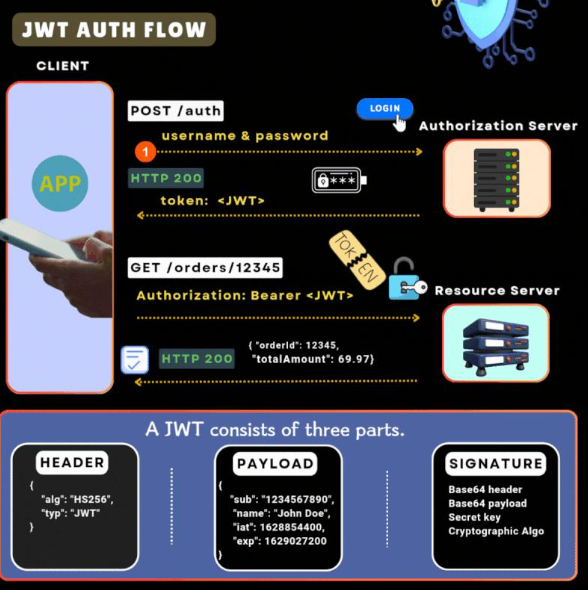 JWT AUTH FLOW
CLIENT
POST /auth
LOGIN
username & password
Authorization Server
1
APP
HTTP 200
***
token: <JWT>
TOKEN
GET /orders/12345
Authorization: Bearer <JWT>
Resource Server
HTTP 200
{ "orderId": 12345,
"totalAmount": 69.97}
A JWT consists of three parts.
HEADER
{
"alg": "HS256",
"typ": "JWT"
}
PAYLOAD
{
"sub": "1234567890",
"name": "John Doe",
"iat": 1628854400,
"exp": 1629027200
}
SIGNATURE
Base64 header
Base64 payload
Secret key
Cryptographic Algo